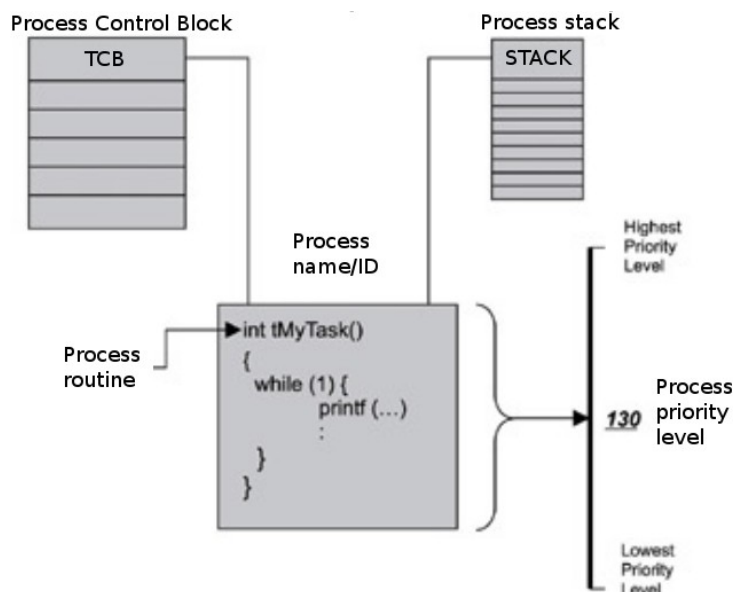 Process Control Block
TCB
Process stack
STACK
Process
name/ID
Highest
Priority
Level
Process
routine
int tMyTask()
{
while (1) {
printf (...)
:
}
}
130
Process
priority
level
Lowest
Priority
Level